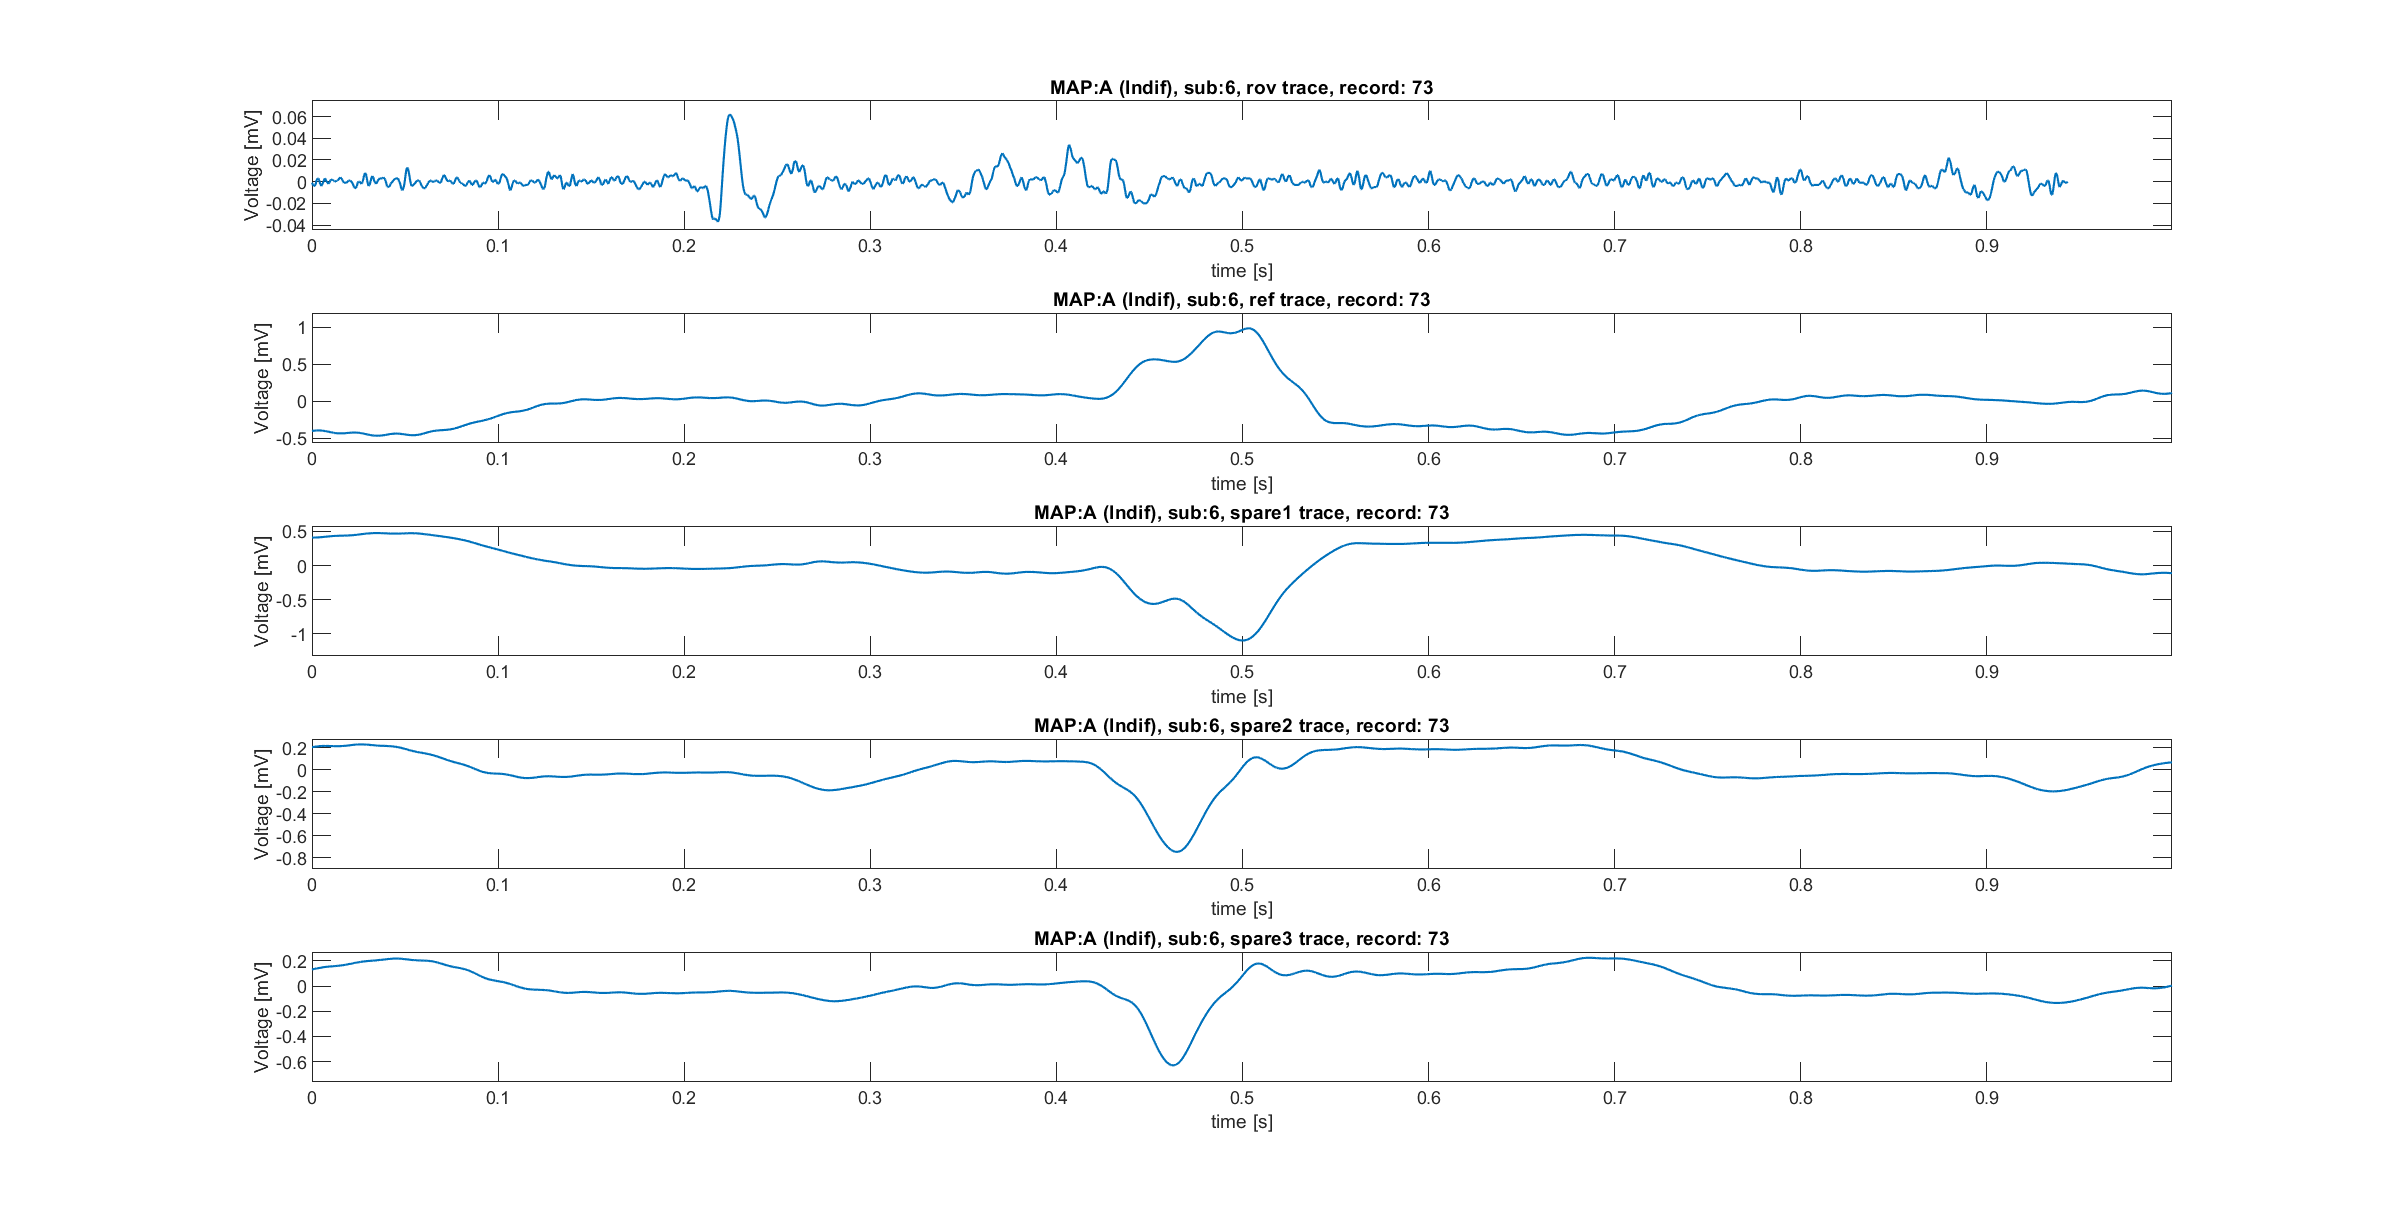 MAP:A (Indif), sub:6, rov trace, record: 73
Voltage [mV]
0.06
0.04
0.02
0
-0.02
-0.04
0 0.1 0.2 0.3 0.4 0.5 0.6 0.7 0.8 0.9
time [s]
MAP:A (Indif), sub:6, ref trace, record: 73
Voltage [mV]
1
0.5
0
-0.5
0 0.1 0.2 0.3 0.4 0.5 0.6 0.7 0.8 0.9
time [s]
MAP:A (Indif), sub:6, spare1 trace, record: 73
Voltage [mV]
0.5
0
-0.5
-1
0 0.1 0.2 0.3 0.4 0.5 0.6 0.7 0.8 0.9
time [s]
MAP:A (Indif), sub:6, spare2 trace, record: 73
Voltage [mV]
0.2
0
-0.2
-0.4
-0.6
-0.8
0 0.1 0.2 0.3 0.4 0.5 0.6 0.7 0.8 0.9
time [s]
MAP:A (Indif), sub:6, spare3 trace, record: 73
Voltage [mV]
0.2
0
-0.2
-0.4
-0.6
0 0.1 0.2 0.3 0.4 0.5 0.6 0.7 0.8 0.9
time [s]